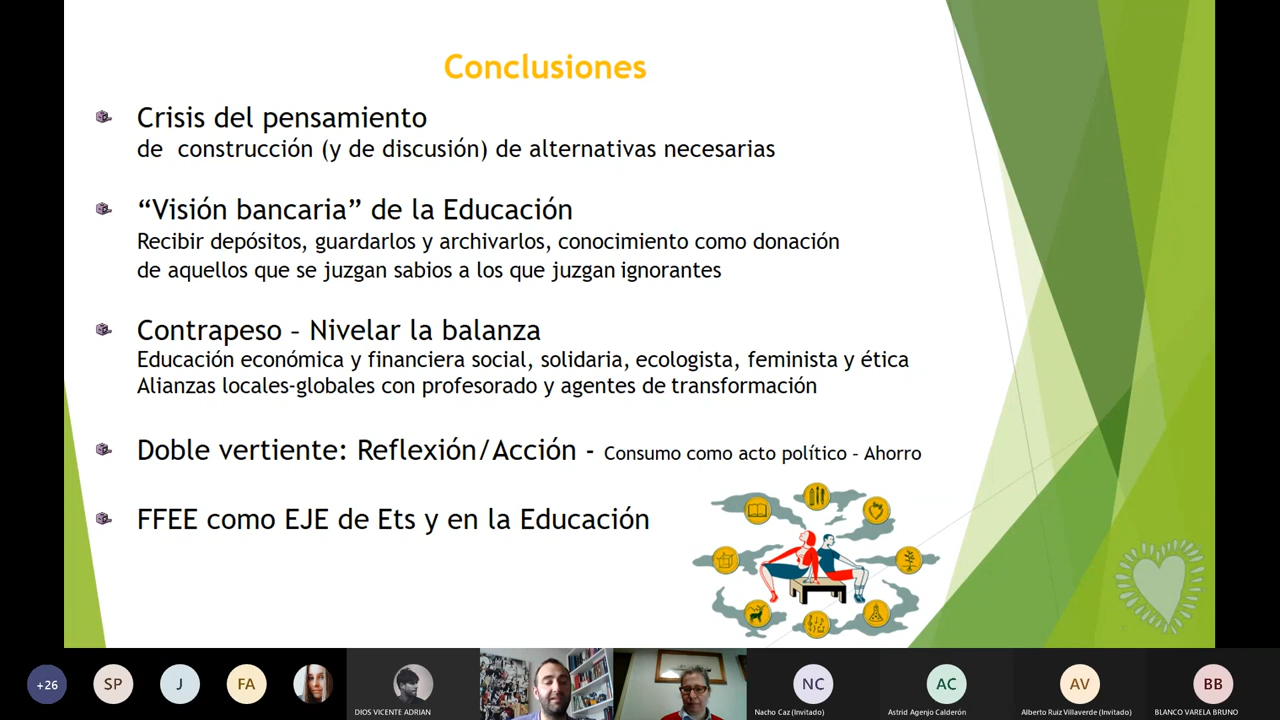 Conclusiones
Crisis del pensamiento
de construcción (y de discusión) de alternativas necesarias
“Visión bancaria” de la Educación
Recibir depósitos, guardarlos y archivarlos, conocimiento como donación
de aquellos que se juzgan sabios a los que juzgan ignorantes
Contrapeso – Nivelar la balanza
Educación económica y financiera social, solidaria, ecologista, feminista y ética
Alianzas locales-globales con profesorado y agentes de transformación
Doble vertiente: Reflexión/Acción - Consumo como acto político – Ahorro
FFEE como EJE de Ets y en la Educación
+26
SP
J
FA
DIOS VICENTE ADRIAN
NC
Nacho Caz (Invitado)
AC
Astrid Agenjo Calderón
AV
Alberto Ruiz Villaverde (Invitado)
BB
BLANCO VARELA BRUNO